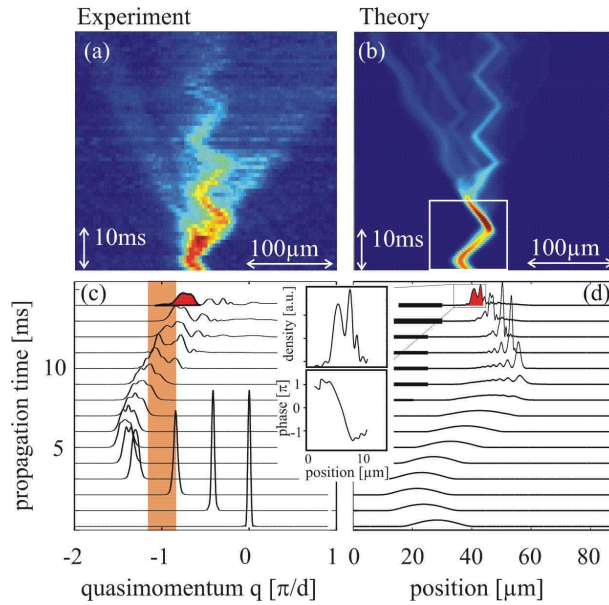 Experiment
Theory
(a)
(b)
10ms
100µm
10ms
100µm
(c)
(d)
propagation time [ms]
10
5
-2
-1
0
1
quasimomentum q [π/d]
density [a.u.]
phase [π]
1
0
-1
0
10
position [µm]
0
20
40
60
80
position [µm]